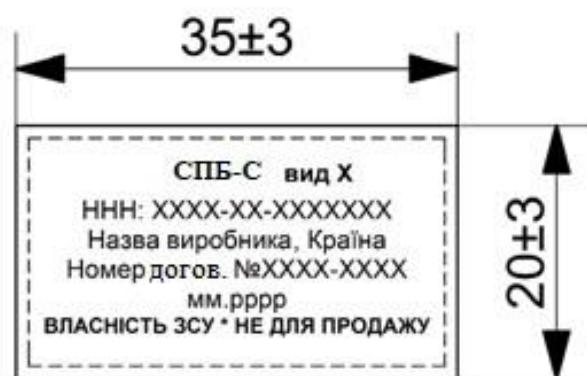 35±3
СПБ-С вид Х
ННН: ХХХХ-ХХ-ХХХХХХХ
Назва виробника, Країна
Номер догов. №ХХХХ-ХХХХ
мм.рррр
ВЛАСНІСТЬ ЗСУ * НЕ ДЛЯ ПРОДАЖУ
20±3